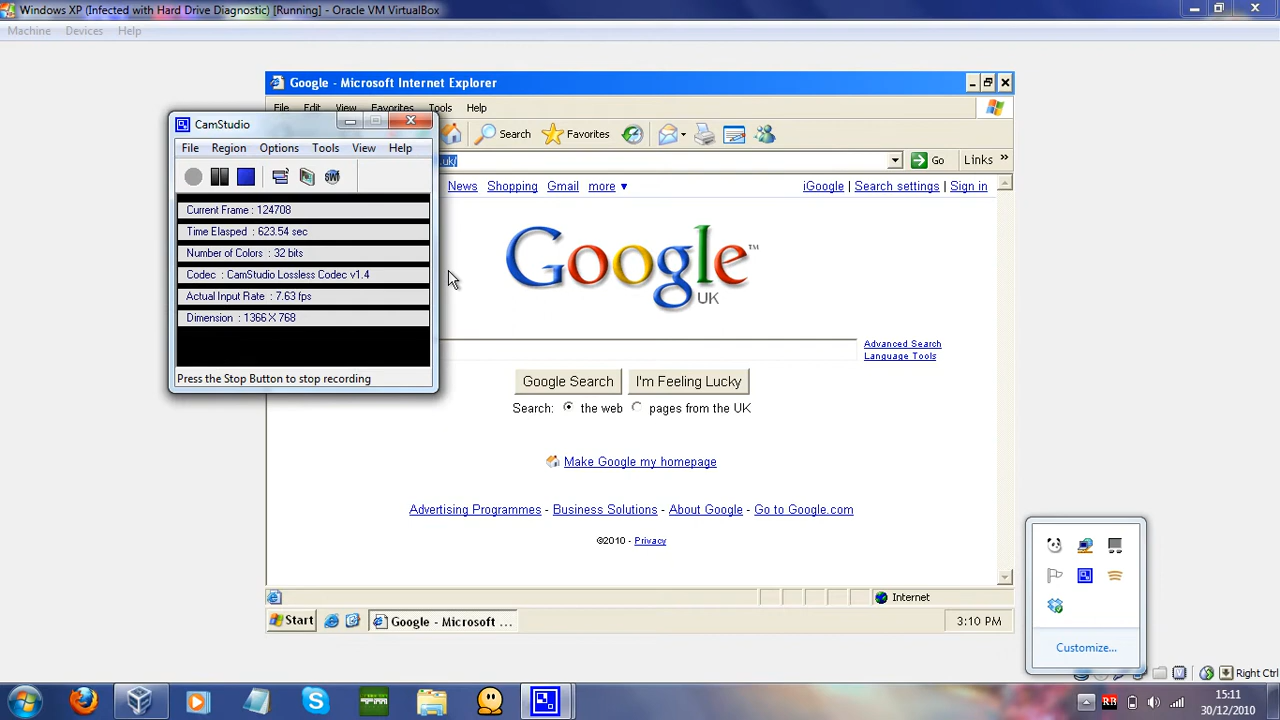 Windows XP (Infected with Hard Drive Diagnostic) [Running] - Oracle VM VirtualBox
Machine Devices Help
Google - Microsoft Internet Explorer
File Edit View Favorites Tools Help
Search Favorites
.uk/ Go Links »
News Shopping Gmail more ▼ iGoogle | Search settings | Sign in
CamStudio
File Region Options Tools View Help
SWF
Current Frame : 124708
Time Elasped : 623.54 sec
Number of Colors : 32 bits
Codec : CamStudio Lossless Codec v1.4
Actual Input Rate : 7.63 fps
Dimension : 1366 X 768
Press the Stop Button to stop recording
Google™
UK
Advanced Search
Language Tools
Google Search I'm Feeling Lucky
Search: the web pages from the UK
Make Google my homepage
Advertising Programmes - Business Solutions - About Google - Go to Google.com
©2010 - Privacy
Internet
Start Google - Microsoft ... 3:10 PM
Customize...
Right Ctrl
RB
15:11
30/12/2010